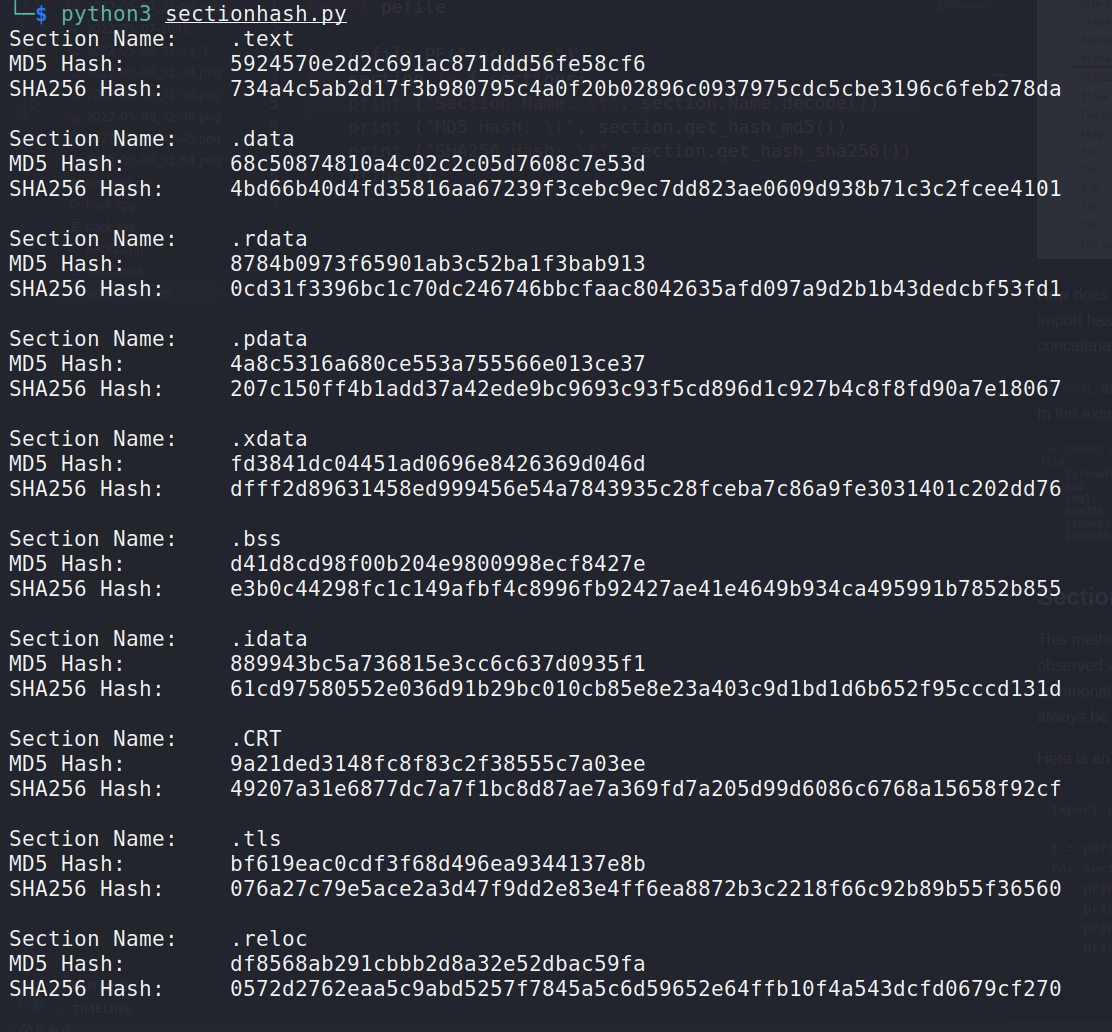 └─$ python3 sectionhash.py
Section Name: .text
MD5 Hash: 5924570e2d2c691ac871ddd56fe58cf6
SHA256 Hash: 734a4c5ab2d17f3b980795c4a0f20b02896c0937975cdc5cbe3196c6feb278da
Section Name: .data
MD5 Hash: 68c50874810a4c02c2c05d7608c7e53d
SHA256 Hash: 4bd66b40d4fd35816aa67239f3cebc9ec7dd823ae0609d938b71c3c2fcee4101
Section Name: .rdata
MD5 Hash: 8784b0973f65901ab3c52ba1f3bab913
SHA256 Hash: 0cd31f3396bc1c70dc246746bbcfaac8042635afd097a9d2b1b43dedcbf53fd1
Section Name: .pdata
MD5 Hash: 4a8c5316a680ce553a755566e013ce37
SHA256 Hash: 207c150ff4b1add37a42ede9bc9693c93f5cd896d1c927b4c8f8fd90a7e18067
Section Name: .xdata
MD5 Hash: fd3841dc04451ad0696e8426369d046d
SHA256 Hash: dfff2d89631458ed999456e54a7843935c28fceba7c86a9fe3031401c202dd76
Section Name: .bss
MD5 Hash: d41d8cd98f00b204e9800998ecf8427e
SHA256 Hash: e3b0c44298fc1c149afbf4c8996fb92427ae41e4649b934ca495991b7852b855
Section Name: .idata
MD5 Hash: 889943bc5a736815e3cc6c637d0935f1
SHA256 Hash: 61cd97580552e036d91b29bc010cb85e8e23a403c9d1bd1d6b652f95cccd131d
Section Name: .CRT
MD5 Hash: 9a21ded3148fc8f83c2f38555c7a03ee
SHA256 Hash: 49207a31e6877dc7a7f1bc8d87ae7a369fd7a205d99d6086c6768a15658f92cf
Section Name: .tls
MD5 Hash: bf619eac0cdf3f68d496ea9344137e8b
SHA256 Hash: 076a27c79e5ace2a3d47f9dd2e83e4ff6ea8872b3c2218f66c92b89b55f36560
Section Name: .reloc
MD5 Hash: df8568ab291cbbb2d8a32e52dbac59fa
SHA256 Hash: 0572d2762eaa5c9abd5257f7845a5c6d59652e64ffb10f4a543dcfd0679cf270